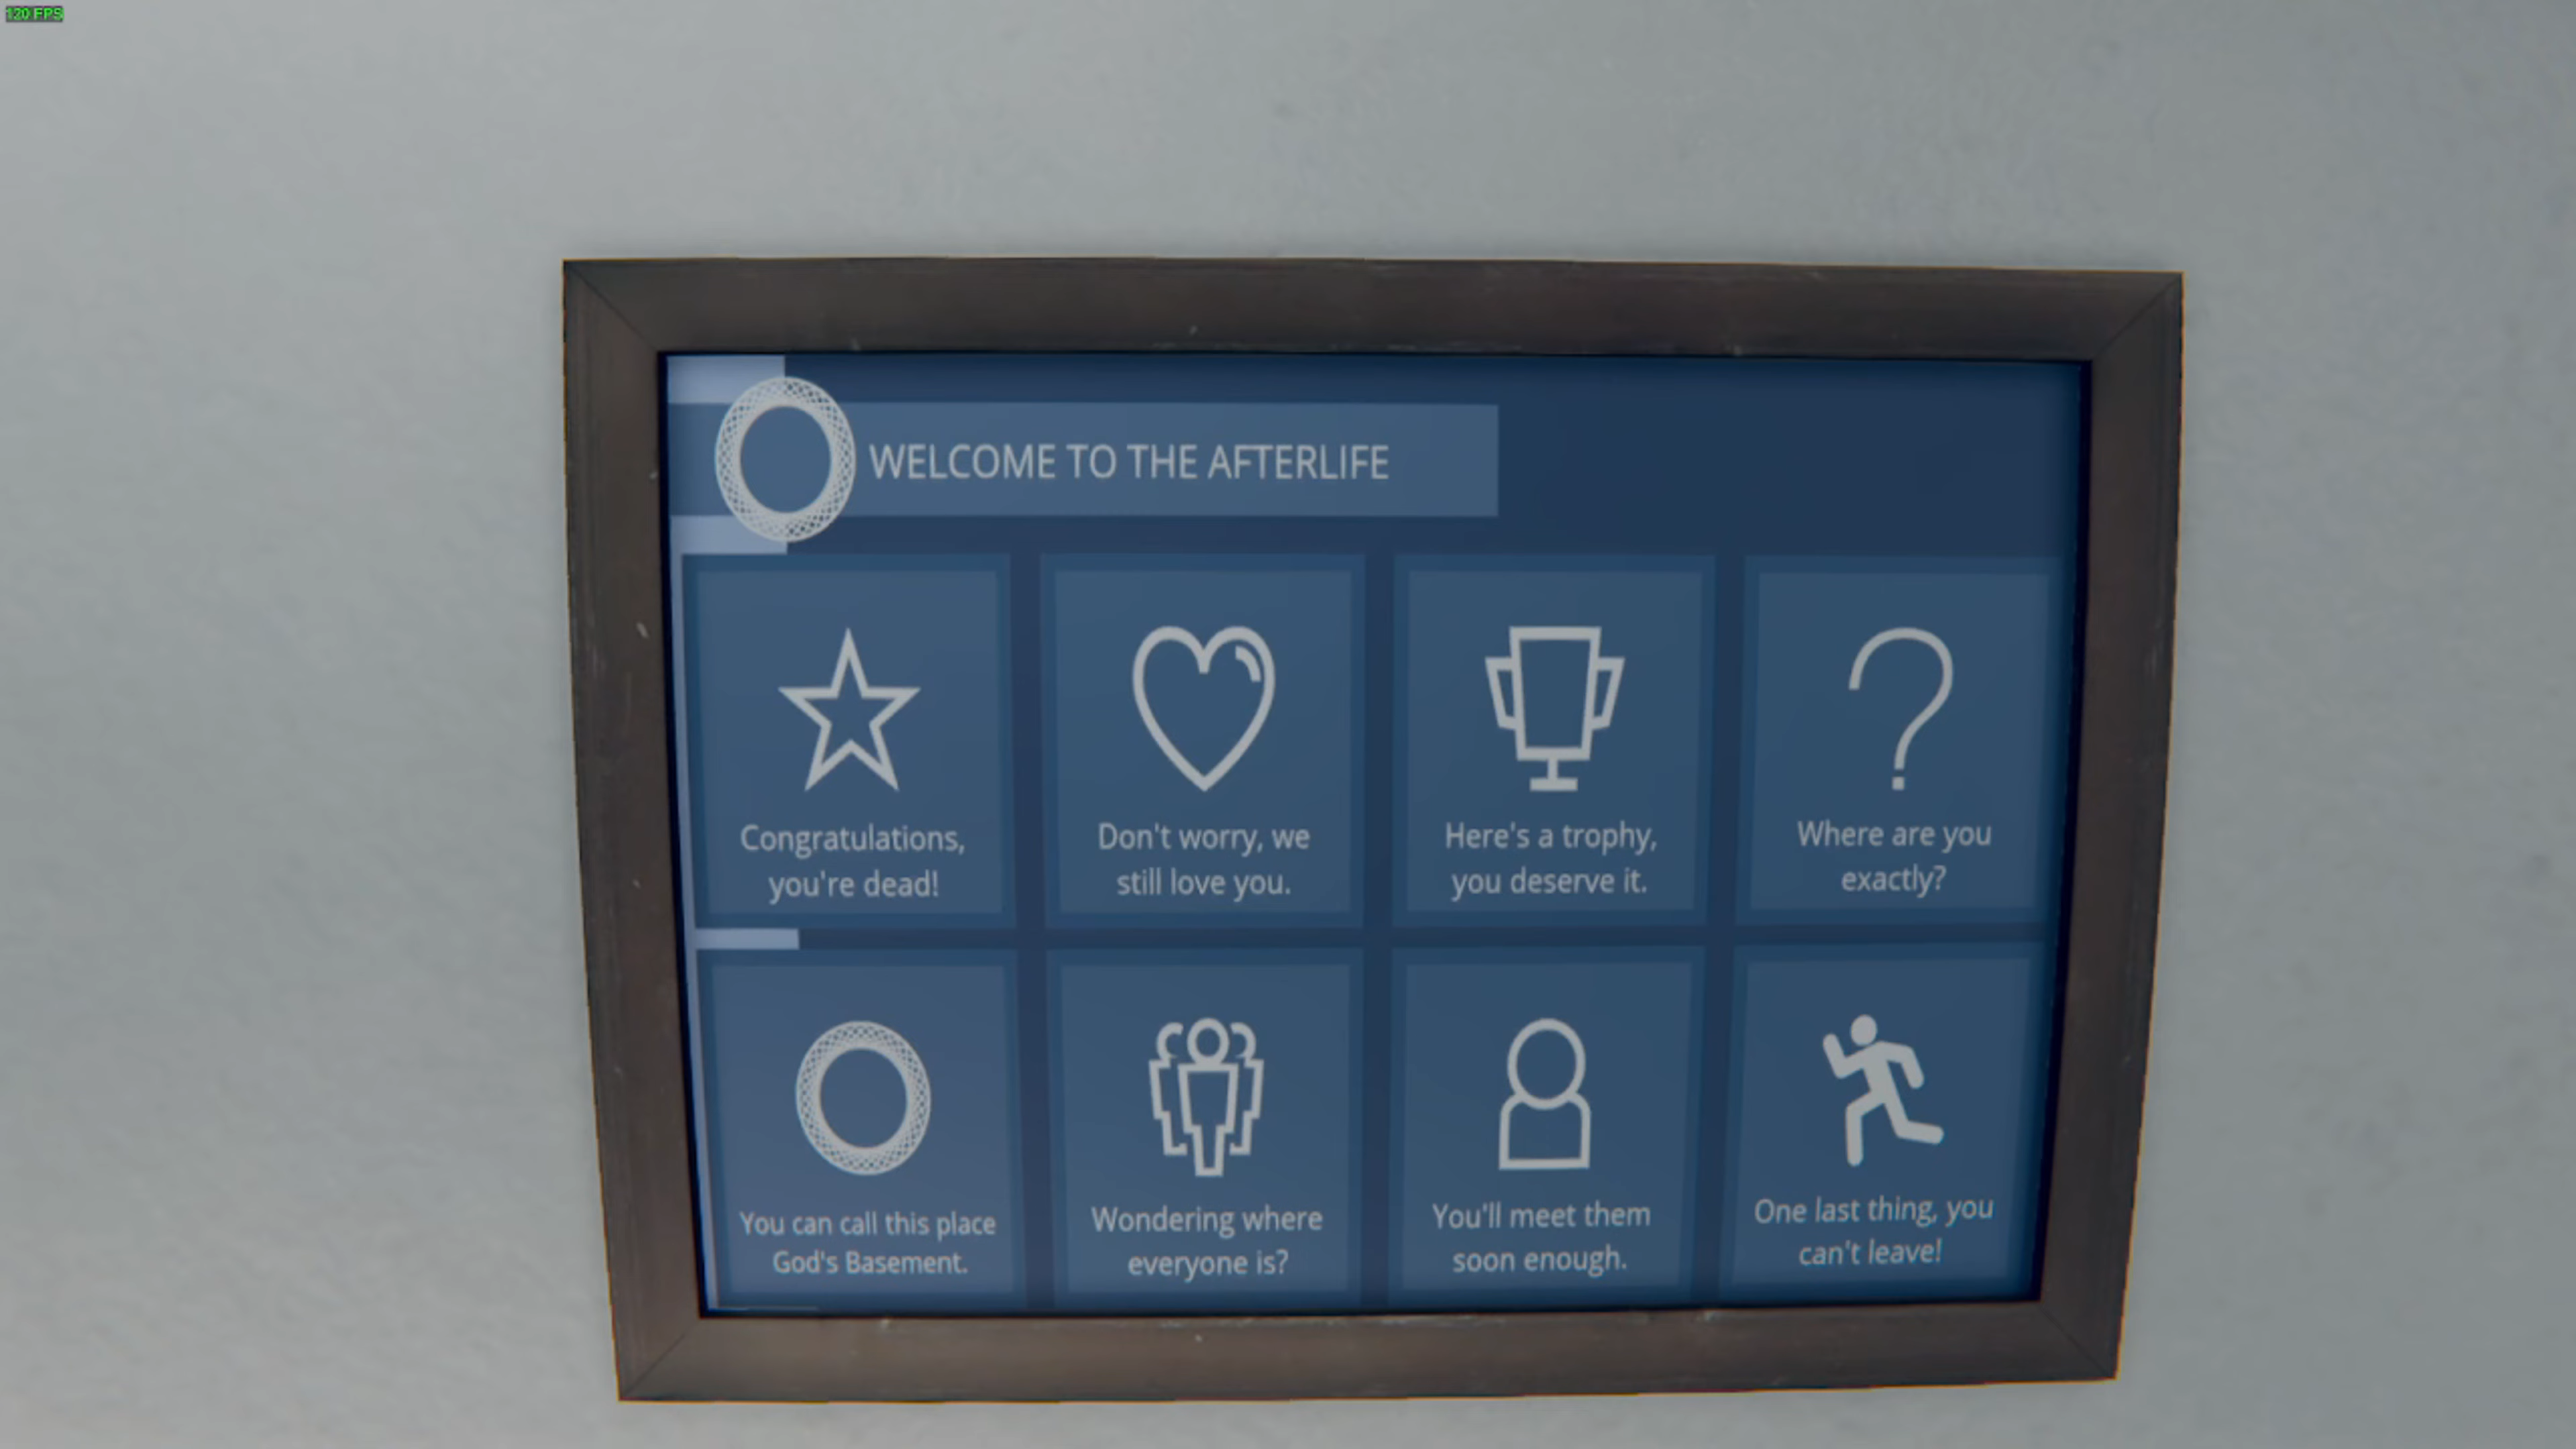 120 FPS
WELCOME TO THE AFTERLIFE
Congratulations,
you're dead!
Don't worry, we
still love you.
Here's a trophy,
you deserve it.
Where are you
exactly?
You can call this place
God's Basement.
Wondering where
everyone is?
You'll meet them
soon enough.
One last thing, you
can't leave!